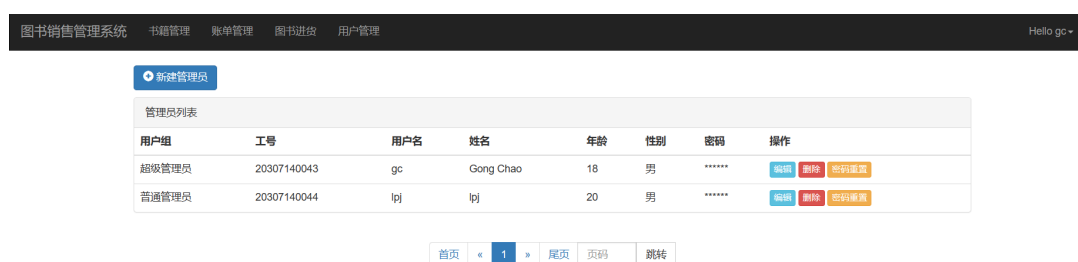 图书销售管理系统 书籍管理 账单管理 图书进货 用户管理 Hello gc
新建管理员
管理员列表
用户组 工号 用户名 姓名 年龄 性别 密码 操作
超级管理员 20307140043 gc Gong Chao 18 男 ****** 编辑 删除 密码重置
普通管理员 20307140044 lpj lpj 20 男 ****** 编辑 删除 密码重置
首页 « 1 » 尾页 页码 跳转